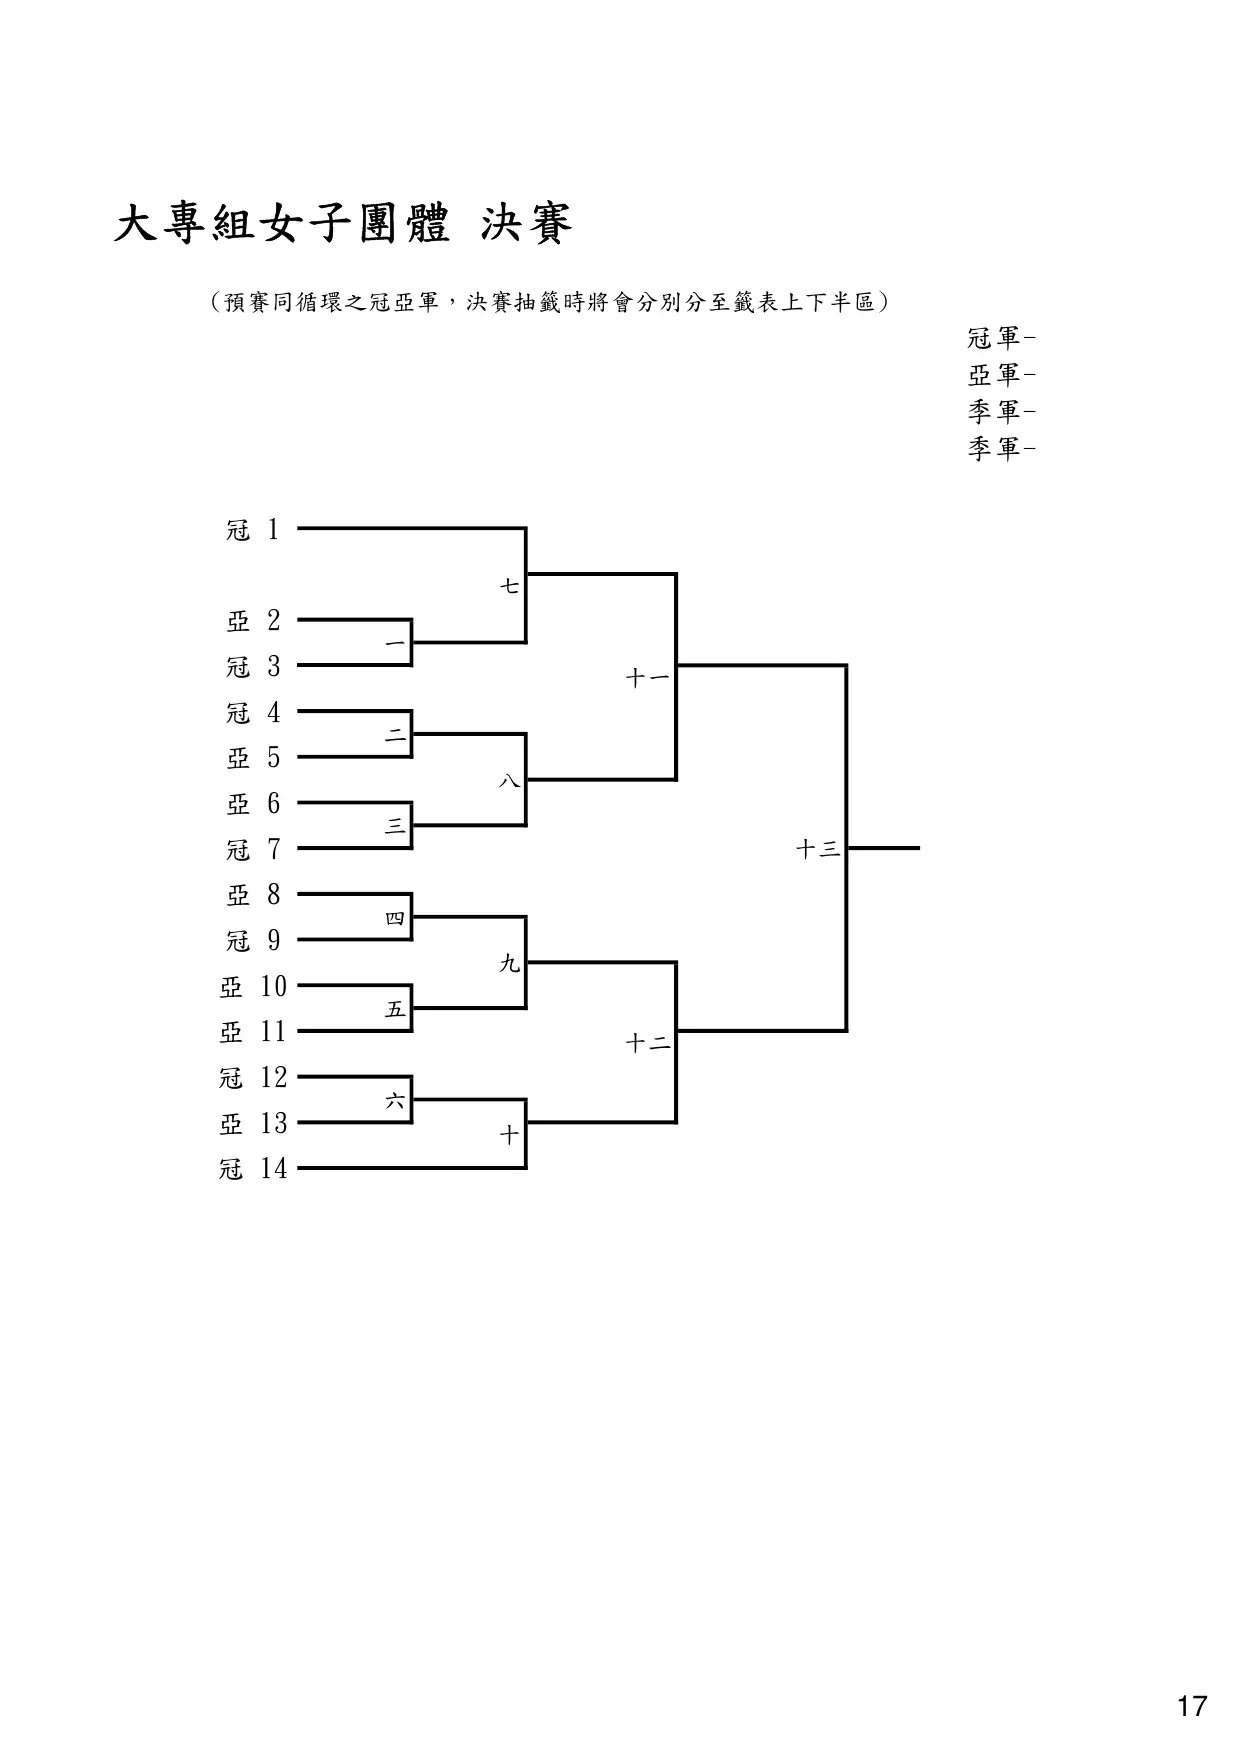 大專組女子團體 決賽
（預賽同循環之冠亞軍，決賽抽籤時將會分別分至籤表上下半區）
冠軍-
亞軍-
季軍-
季軍-
冠 1
七
亞 2
一
冠 3
十一
冠 4
二
亞 5
八
亞 6
三
冠 7
十三
亞 8
四
冠 9
九
亞 10
五
亞 11
十二
冠 12
六
亞 13
十
冠 14
17